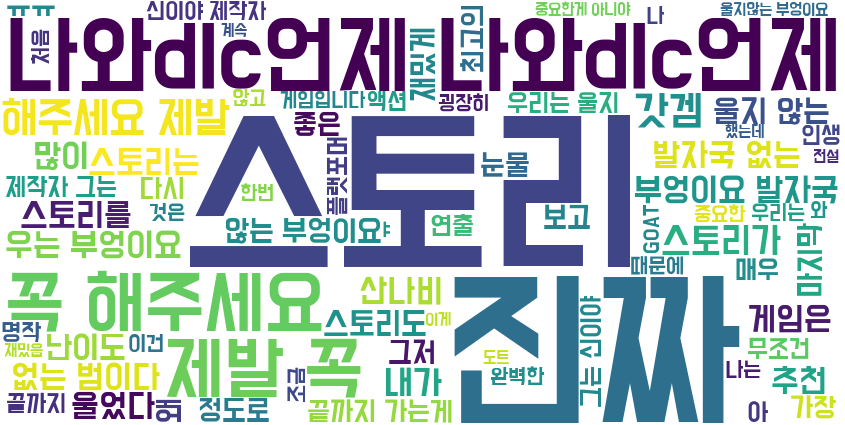 ㅠㅠ
신이야 제작자
중요한게 아니야
나
울지않는 부엉이요
처음
계속
나와dlc언제 나와dlc언제
재밌게
최고의
해주세요 제발
않고
게임입니다
액션
굉장히
우리는 울지
갓겜
울지 않는
좋은
했는데
인생
많이
스토리는
스토리
플랫포머
눈물
발자국 없는
전설
제작자 그는
다시
한번
부엉이요 발자국
스토리를
것은
않는 부엉이요
ㅠ
연출
보고
중요한
우리는 와
GOAT
스토리가
마지막
우는 부엉이요
때문에
매우
꼭 해주세요
산나비
진짜
명작
스토리도
이게
그는 신이야
게임은
재밌음
난이도
이건
제발 꼭
그저
도트
무조건
없는 범이다
조금
내가
완벽한
나는
추천
끝까지
울었다
왜
정도로
끝까지 가는게
아
가장